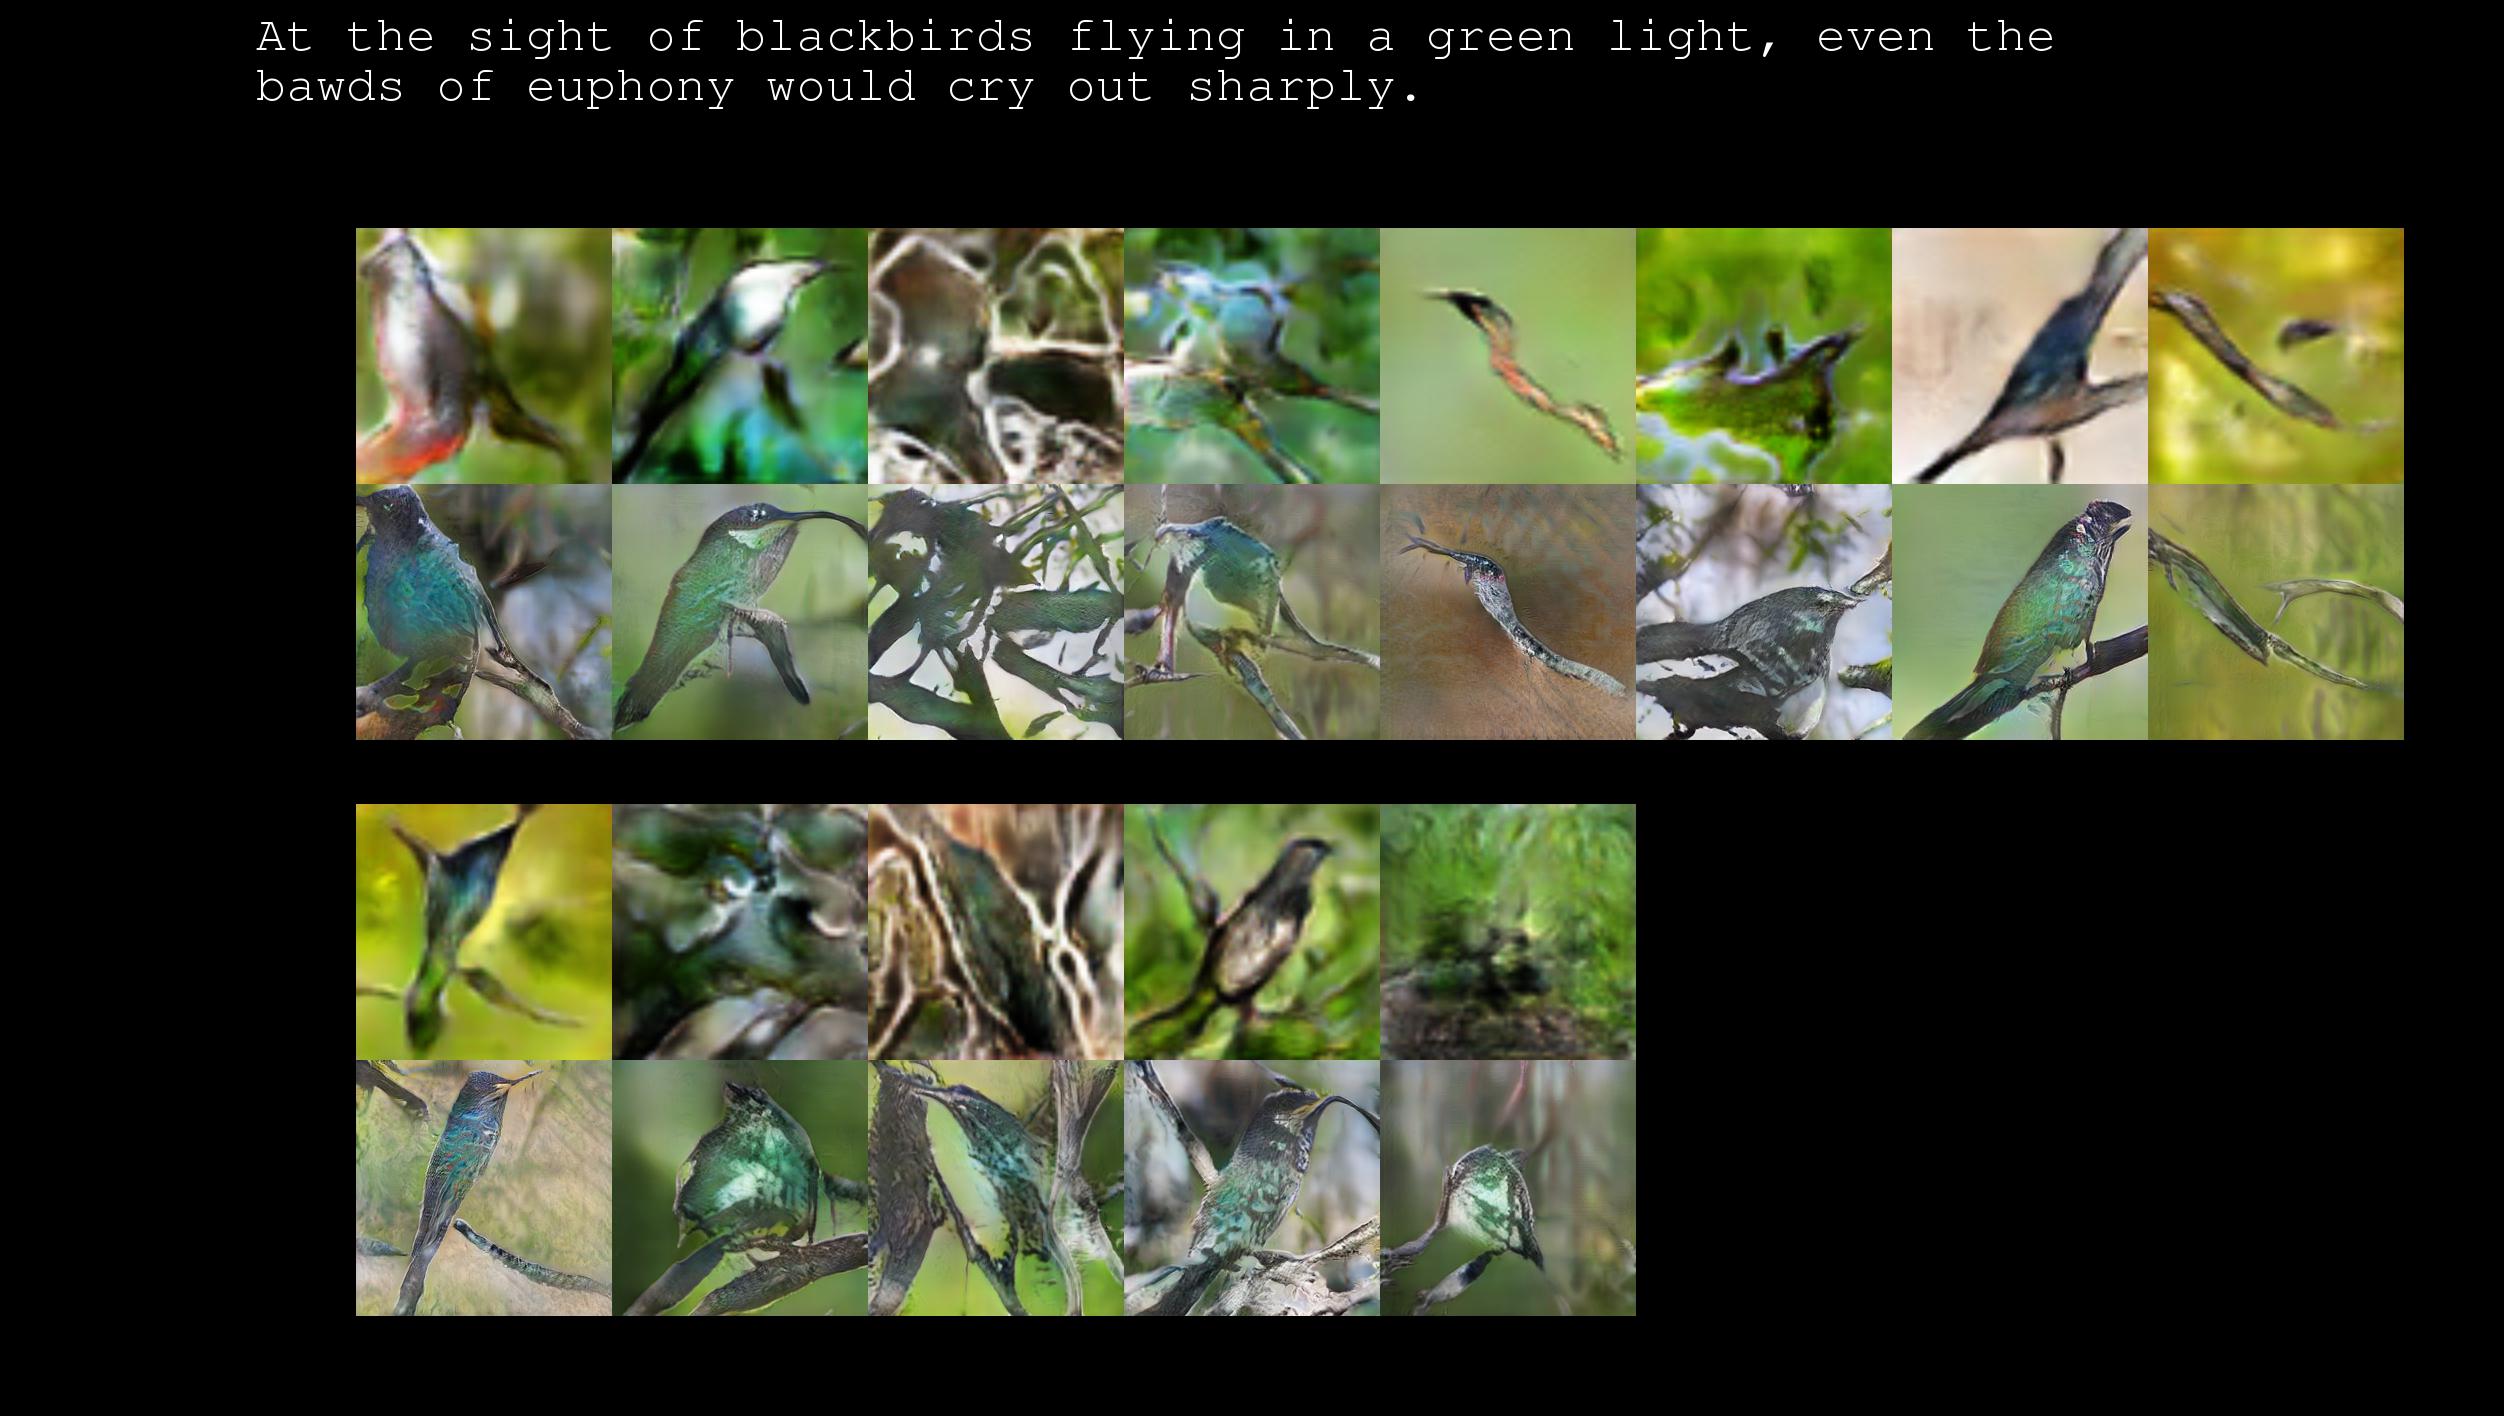 At the sight of blackbirds flying in a green light, even the
bawds of euphony would cry out sharply.